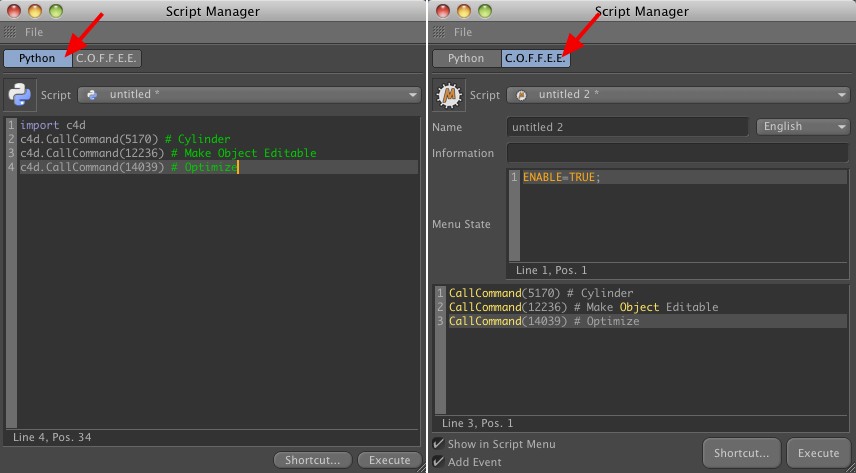 Script Manager
File
Python C.O.F.F.E.E.
Script untitled *
1 import c4d
2 c4d.CallCommand(5170) # Cylinder
3 c4d.CallCommand(12236) # Make Object Editable
4 c4d.CallCommand(14039) # Optimize
Line 4, Pos. 34
Shortcut... Execute
Script Manager
File
Python C.O.F.F.E.E.
Script untitled 2 *
Name untitled 2 English
Information
1 ENABLE=TRUE;
Menu State
Line 1, Pos. 1
1 CallCommand(5170) # Cylinder
2 CallCommand(12236) # Make Object Editable
3 CallCommand(14039) # Optimize
Line 3, Pos. 1
Show in Script Menu
Add Event
Shortcut... Execute